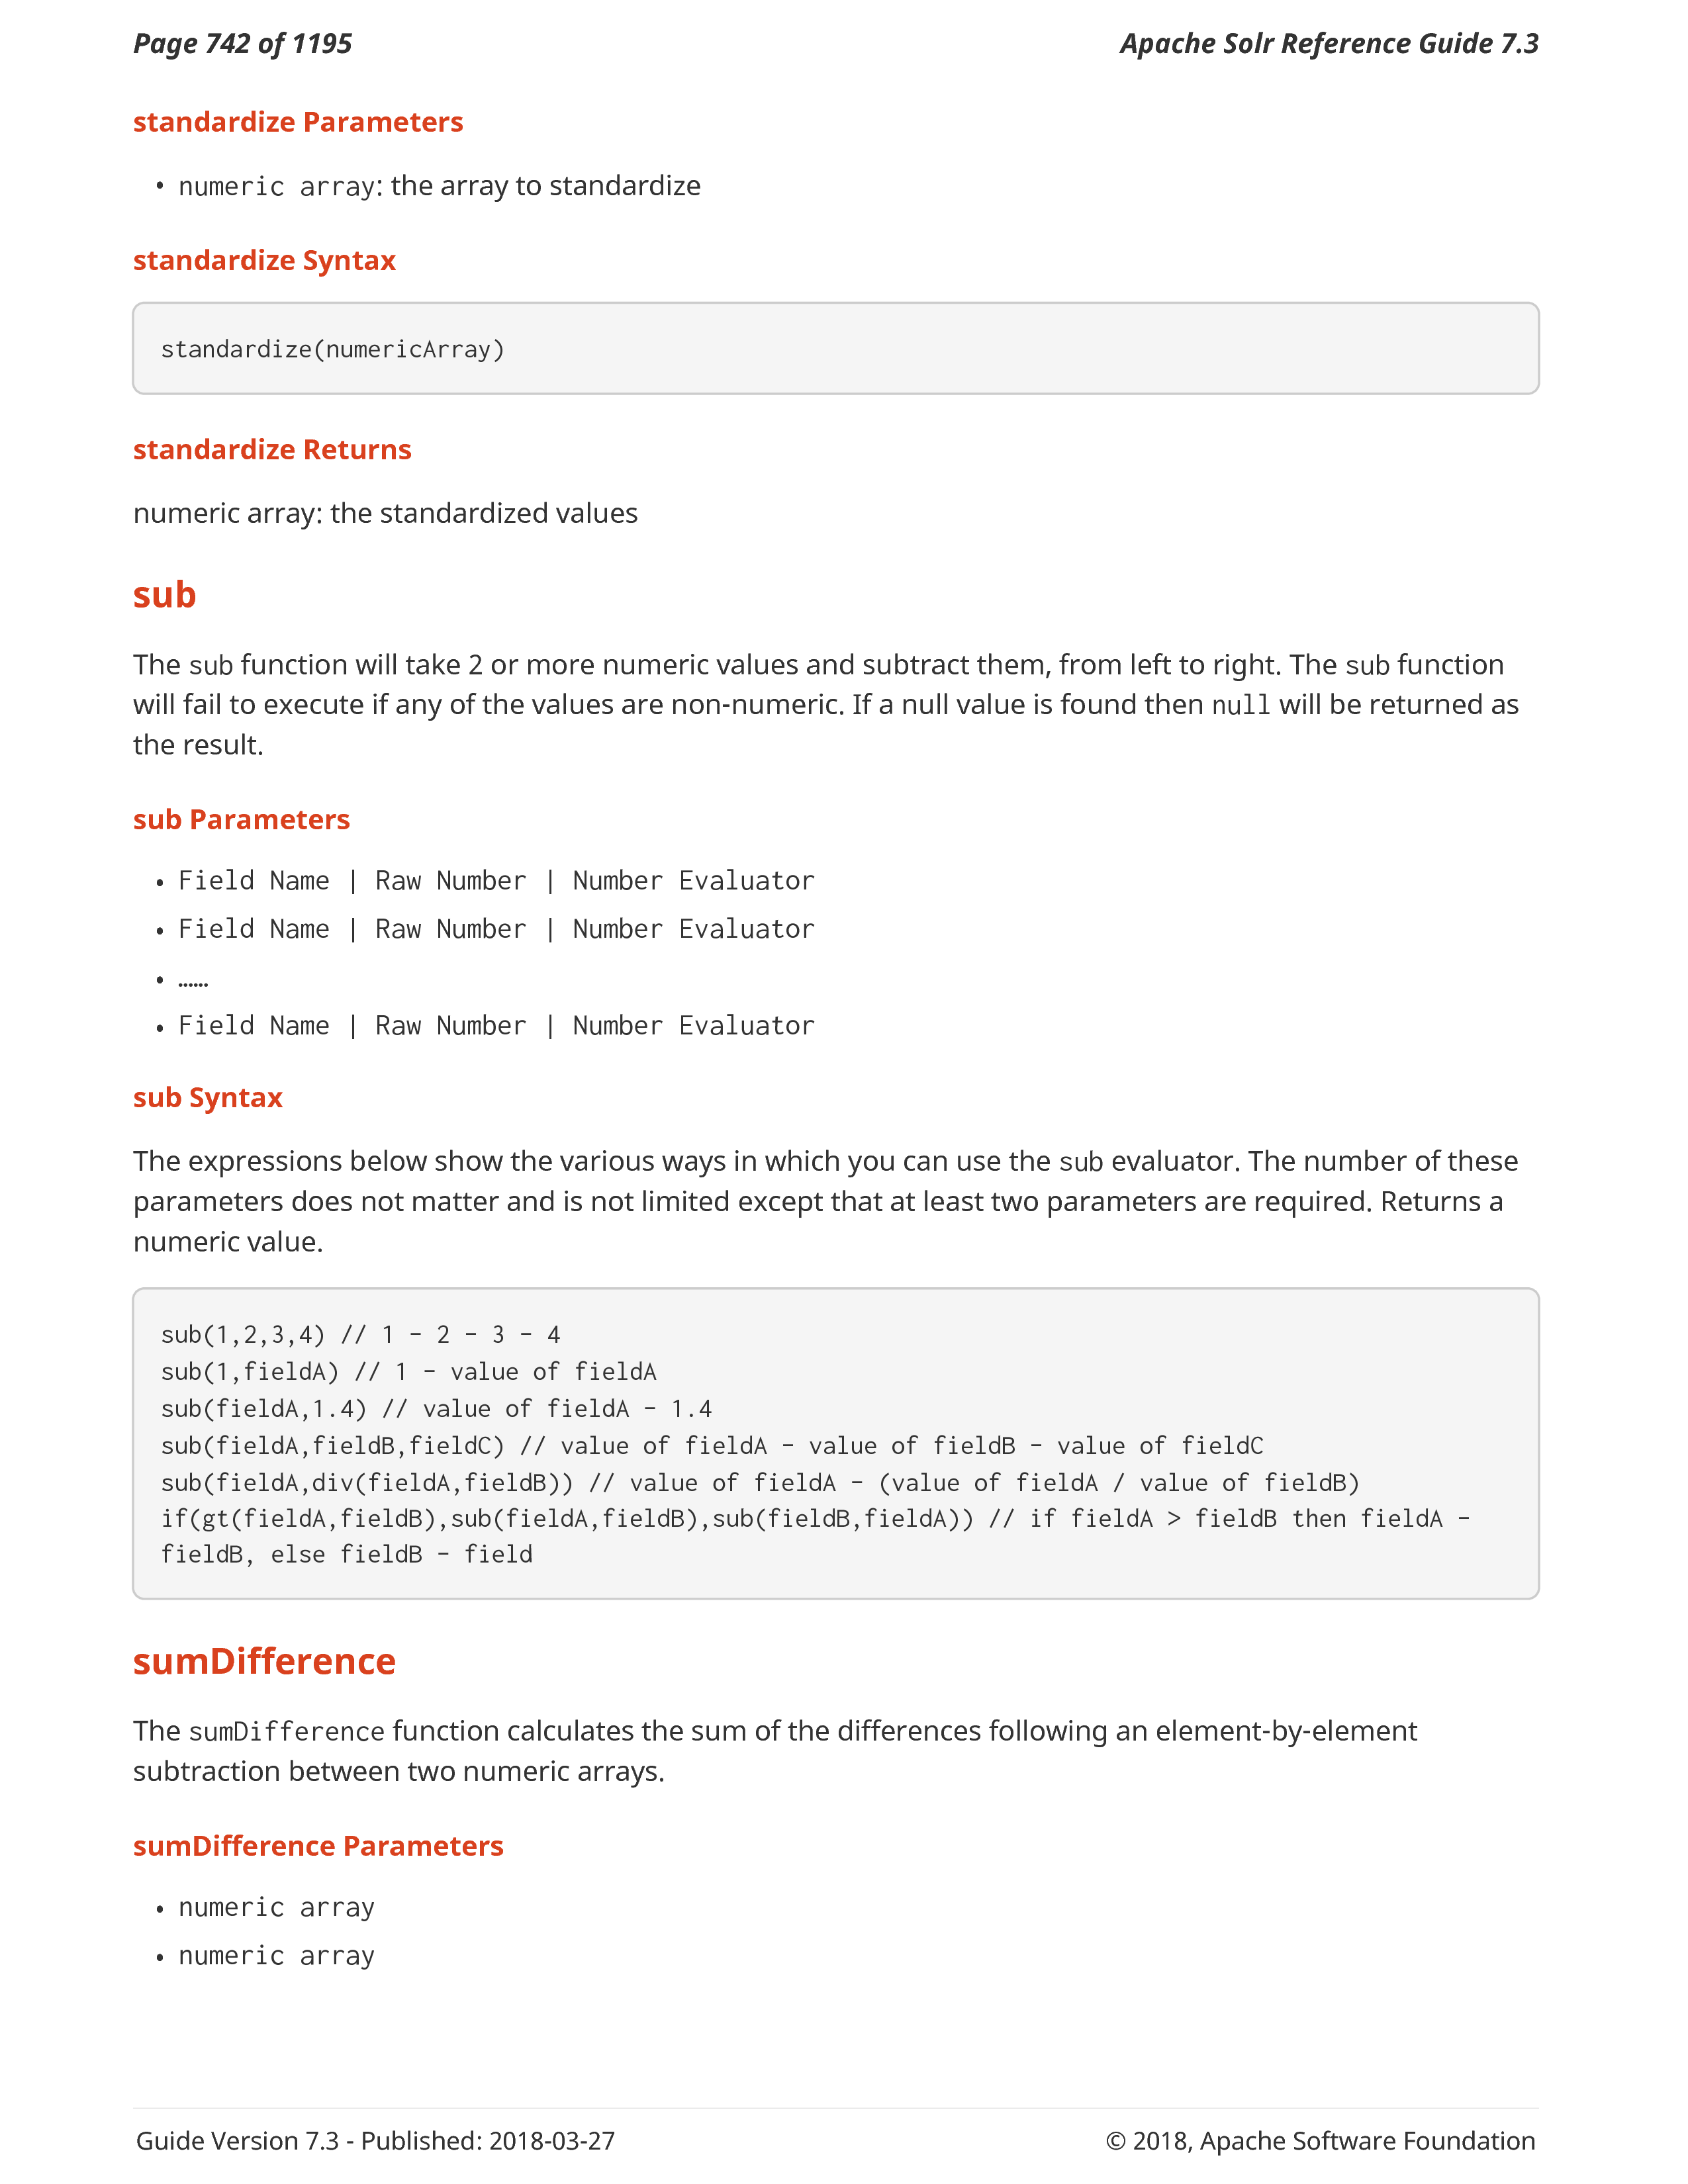 Page 742 of 1195
Apache Solr Reference Guide 7.3
standardize Parameters
• numeric array: the array to standardize
standardize Syntax
standardize(numericArray)
standardize Returns
numeric array: the standardized values
sub
The sub function will take 2 or more numeric values and subtract them, from left to right. The sub function
will fail to execute if any of the values are non-numeric. If a null value is found then null will be returned as
the result.
sub Parameters
• Field Name | Raw Number | Number Evaluator
• Field Name | Raw Number | Number Evaluator
• ……
• Field Name | Raw Number | Number Evaluator
sub Syntax
The expressions below show the various ways in which you can use the sub evaluator. The number of these
parameters does not matter and is not limited except that at least two parameters are required. Returns a
numeric value.
sub(1,2,3,4) // 1 - 2 - 3 - 4
sub(1,fieldA) // 1 - value of fieldA
sub(fieldA,1.4) // value of fieldA - 1.4
sub(fieldA,fieldB,fieldC) // value of fieldA - value of fieldB - value of fieldC
sub(fieldA,div(fieldA,fieldB)) // value of fieldA - (value of fieldA / value of fieldB)
if(gt(fieldA,fieldB),sub(fieldA,fieldB),sub(fieldB,fieldA)) // if fieldA > fieldB then fieldA -
fieldB, else fieldB - field
sumDifference
The sumDifference function calculates the sum of the differences following an element-by-element
subtraction between two numeric arrays.
sumDifference Parameters
• numeric array
• numeric array
Guide Version 7.3 - Published: 2018-03-27
© 2018, Apache Software Foundation